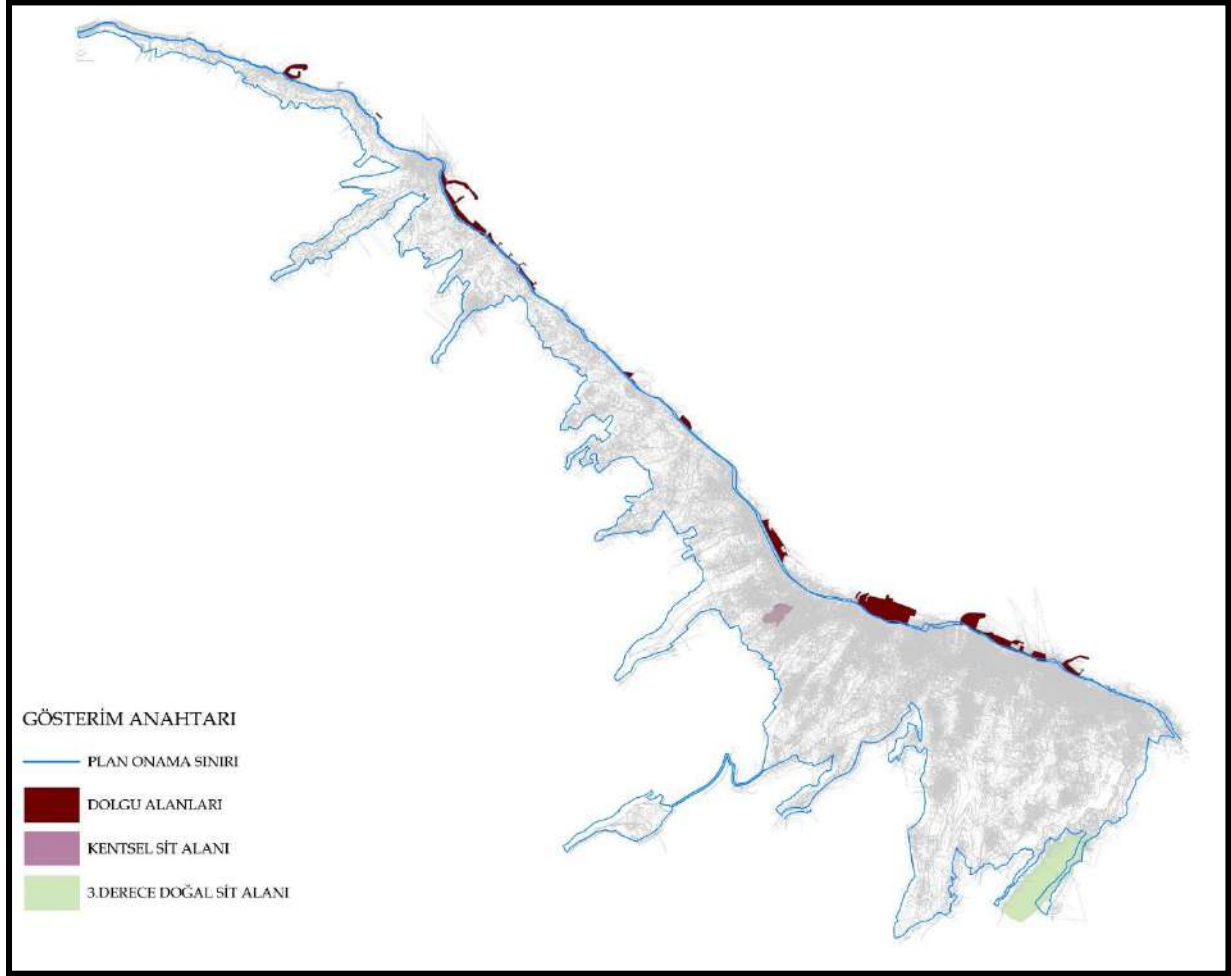 GÖSTERİM ANAHTARI
PLAN ONAMA SINIRI
DOLGU ALANLARI
KENTSEL SİT ALANI
3.DERECE DOĞAL SİT ALANI